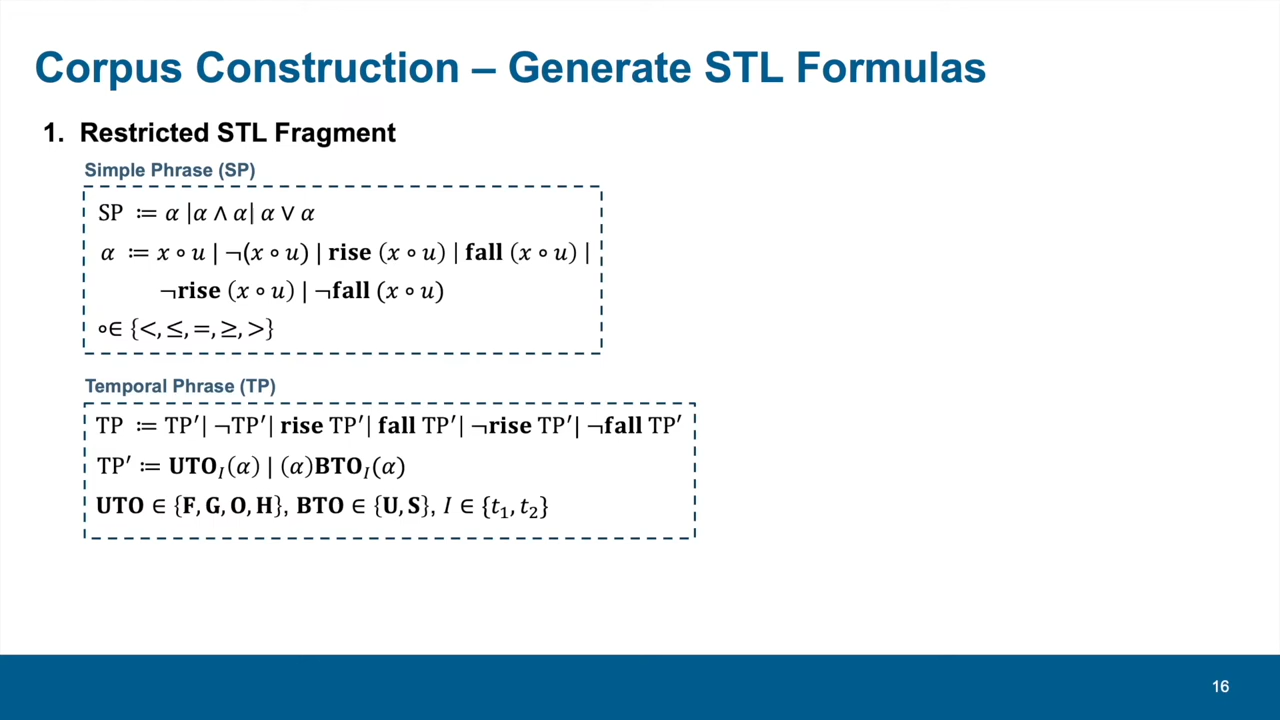 Corpus Construction – Generate STL Formulas
1. Restricted STL Fragment
Simple Phrase (SP)
SP ≔ α |α ∧ α| α ∨ α
α ≔ x ∘ u | ¬(x ∘ u) | rise (x ∘ u) | fall (x ∘ u) |
¬rise (x ∘ u) | ¬fall (x ∘ u)
∘∈ {<, ≤, =, ≥, >}
Temporal Phrase (TP)
TP ≔ TP′| ¬TP′| rise TP′| fall TP′| ¬rise TP′| ¬fall TP′
TP′ ≔ UTO_I(α) | (α)BTO_I(α)
UTO ∈ {F, G, O, H}, BTO ∈ {U, S}, I ∈ {t₁, t₂}
16